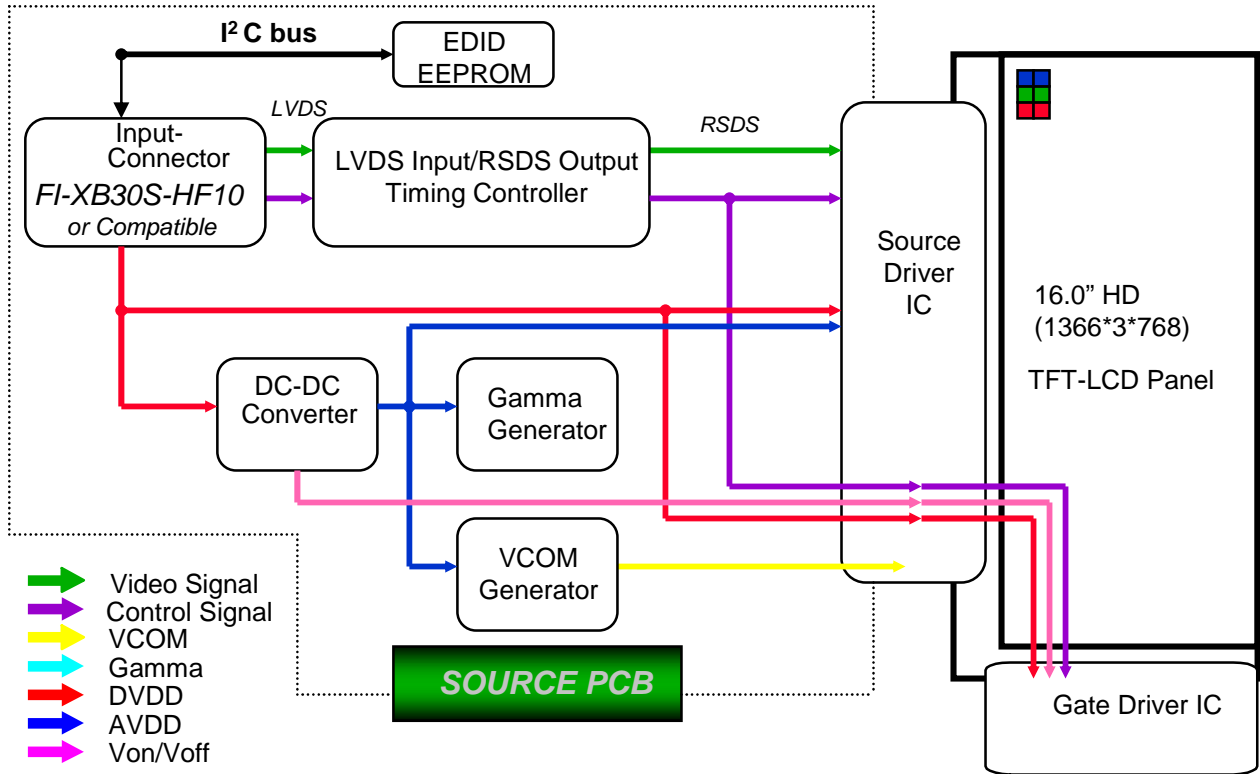 I² C bus
EDID
EEPROM
LVDS
RSDS
Input-
Connector
FI-XB30S-HF10
or Compatible
LVDS Input/RSDS Output
Timing Controller
Source
Driver
IC
16.0” HD
(1366*3*768)
TFT-LCD Panel
DC-DC
Converter
Gamma
Generator
VCOM
Generator
Video Signal
Control Signal
VCOM
Gamma
DVDD
AVDD
Von/Voff
SOURCE PCB
Gate Driver IC